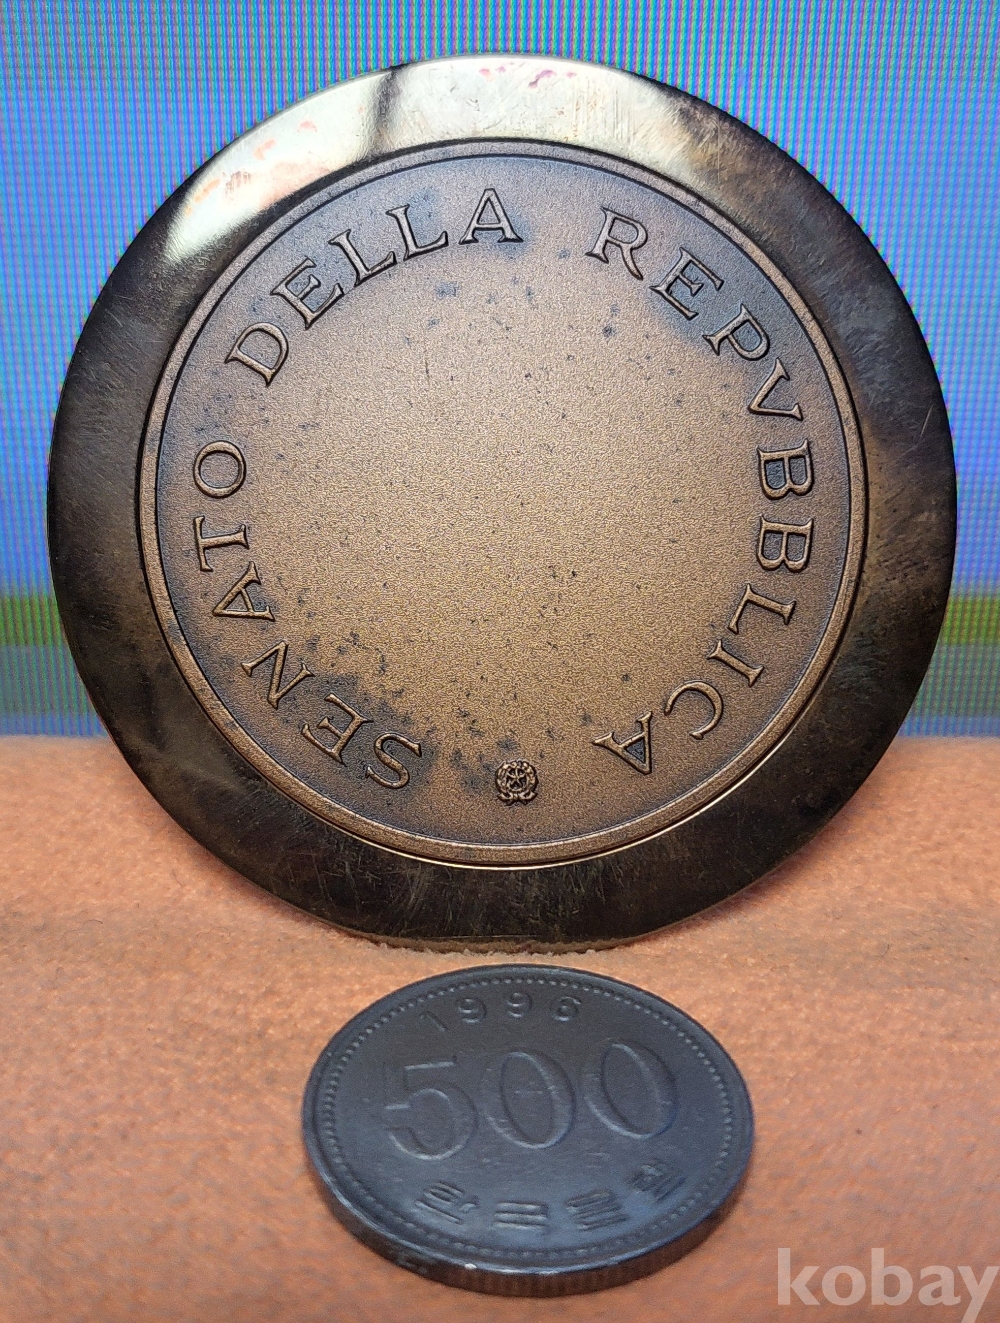 SENATO DELLA REPVBBLICA
1996
500
한국은행
kobay